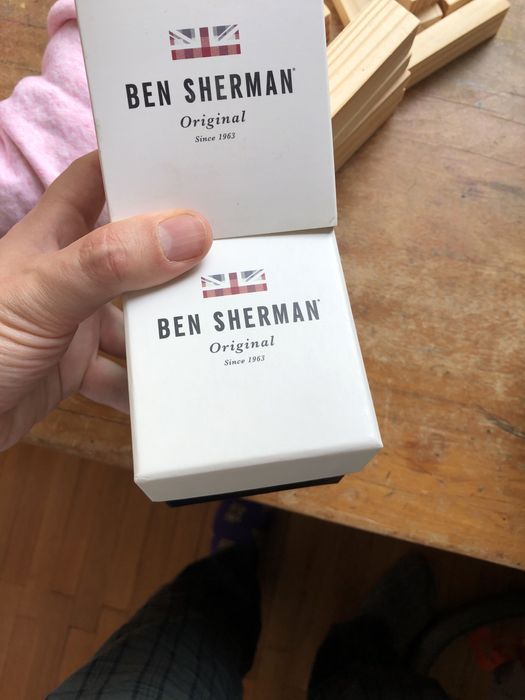 BEN SHERMAN
Original
Since 1963
BEN SHERMAN
Original
Since 1963